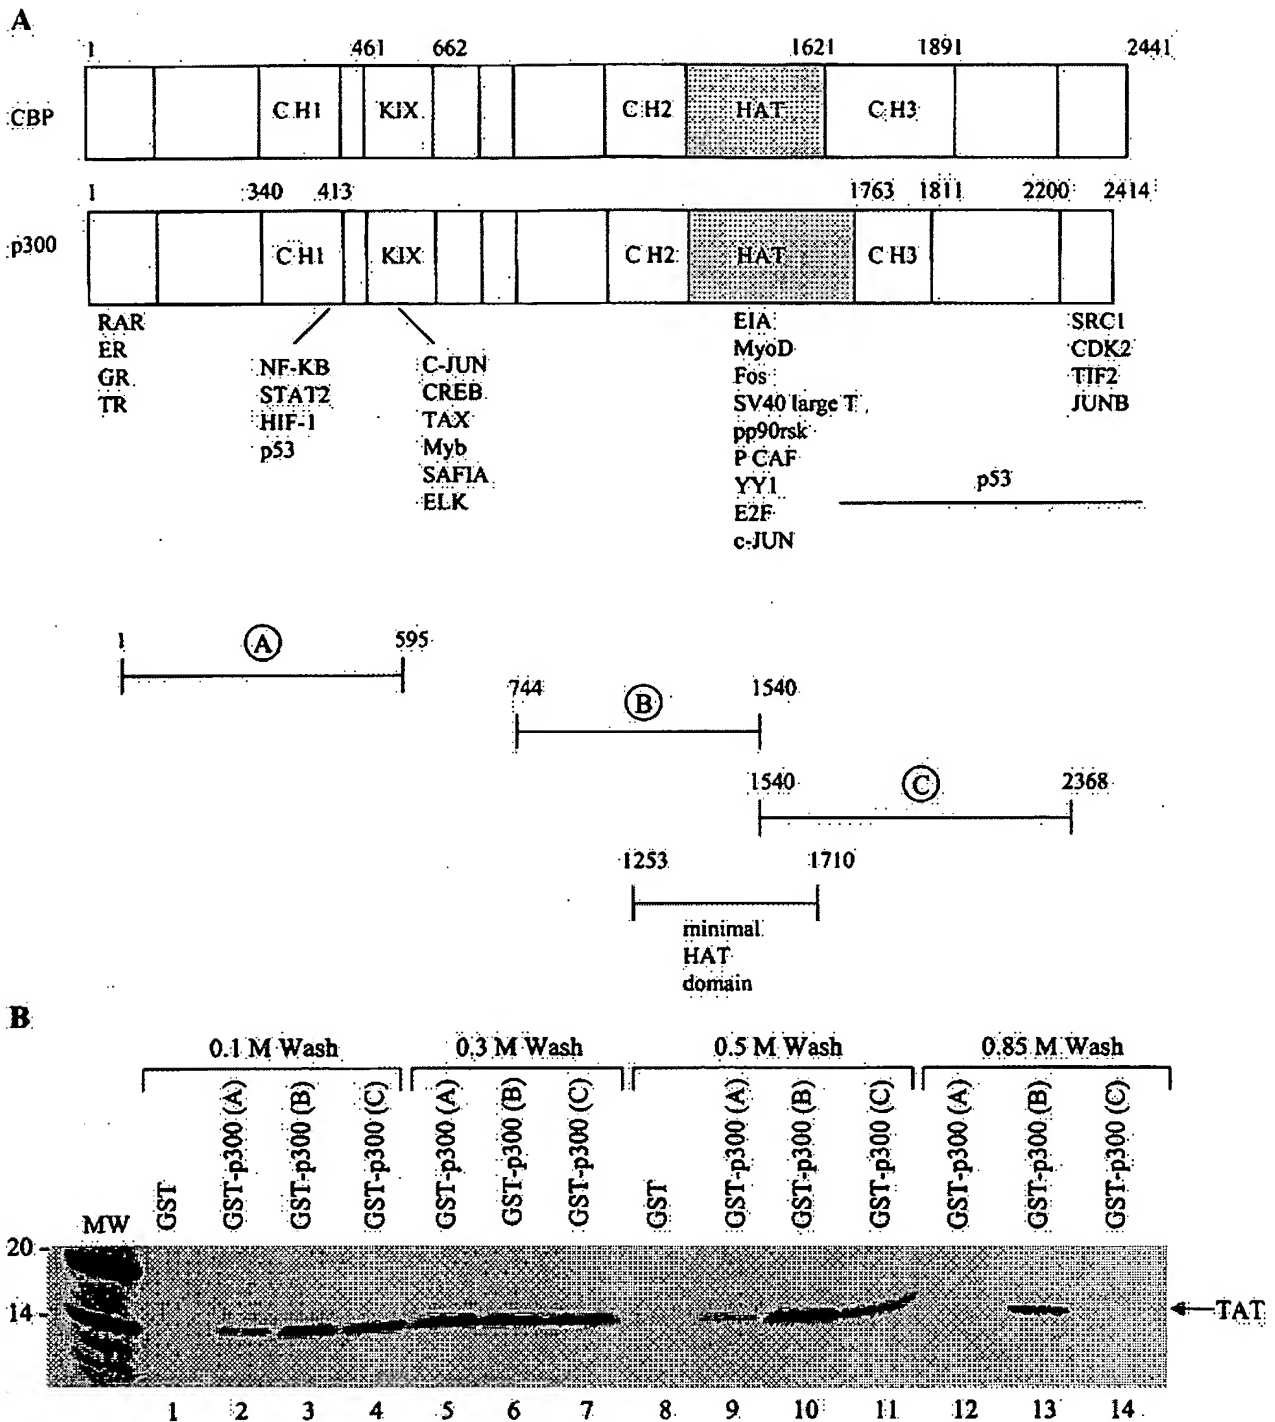 A
1 461 662 1621 1891 2441
CBP CH1 KIX CH2 HAT CH3
1 340 413 1763 1811 2200 2414
p300 CH1 KIX CH2 HAT CH3
RAR
ER
GR
TR
NF-KB
STAT2
HIF-1
p53
C-JUN
CREB
TAX
Myb
SAFIA
ELK
EIA
MyoD
Fos
SV40 large T
pp90rsk
P CAF
YY1
E2F
c-JUN
SRC1
CDK2
TIF2
JUNB
p53
1 A 595
744 B 1540
1540 C 2368
1253 1710
minimal
HAT
domain
B
0.1 M Wash 0.3 M Wash 0.5 M Wash 0.85 M Wash
MW
GST
GST-p300 (A)
GST-p300 (B)
GST-p300 (C)
GST-p300 (A)
GST-p300 (B)
GST-p300 (C)
GST
GST-p300 (A)
GST-p300 (B)
GST-p300 (C)
GST-p300 (A)
GST-p300 (B)
GST-p300 (C)
20
14
TAT
1 2 3 4 5 6 7 8 9 10 11 12 13 14